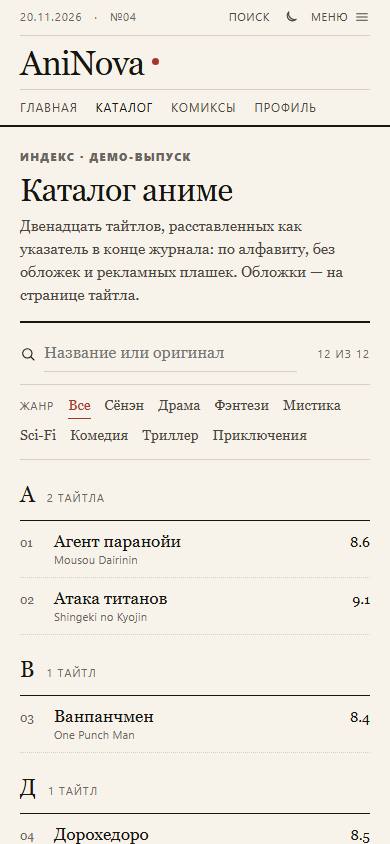 20.11.2026 · №04 ПОИСК МЕНЮ
AniNova
ГЛАВНАЯ КАТАЛОГ КОМИКСЫ ПРОФИЛЬ
ИНДЕКС · ДЕМО-ВЫПУСК
Каталог аниме
Двенадцать тайтлов, расставленных как
указатель в конце журнала: по алфавиту, без
обложек и рекламных плашек. Обложки — на
странице тайтла.
Название или оригинал 12 ИЗ 12
ЖАНР Все Сёнэн Драма Фэнтези Мистика
Sci-Fi Комедия Триллер Приключения
А 2 ТАЙТЛА
01 Агент паранойи 8.6
Mousou Dairinin
02 Атака титанов 9.1
Shingeki no Kyojin
В 1 ТАЙТЛ
03 Ванпанчмен 8.4
One Punch Man
Д 1 ТАЙТЛ
04 Дорохедоро 8.5